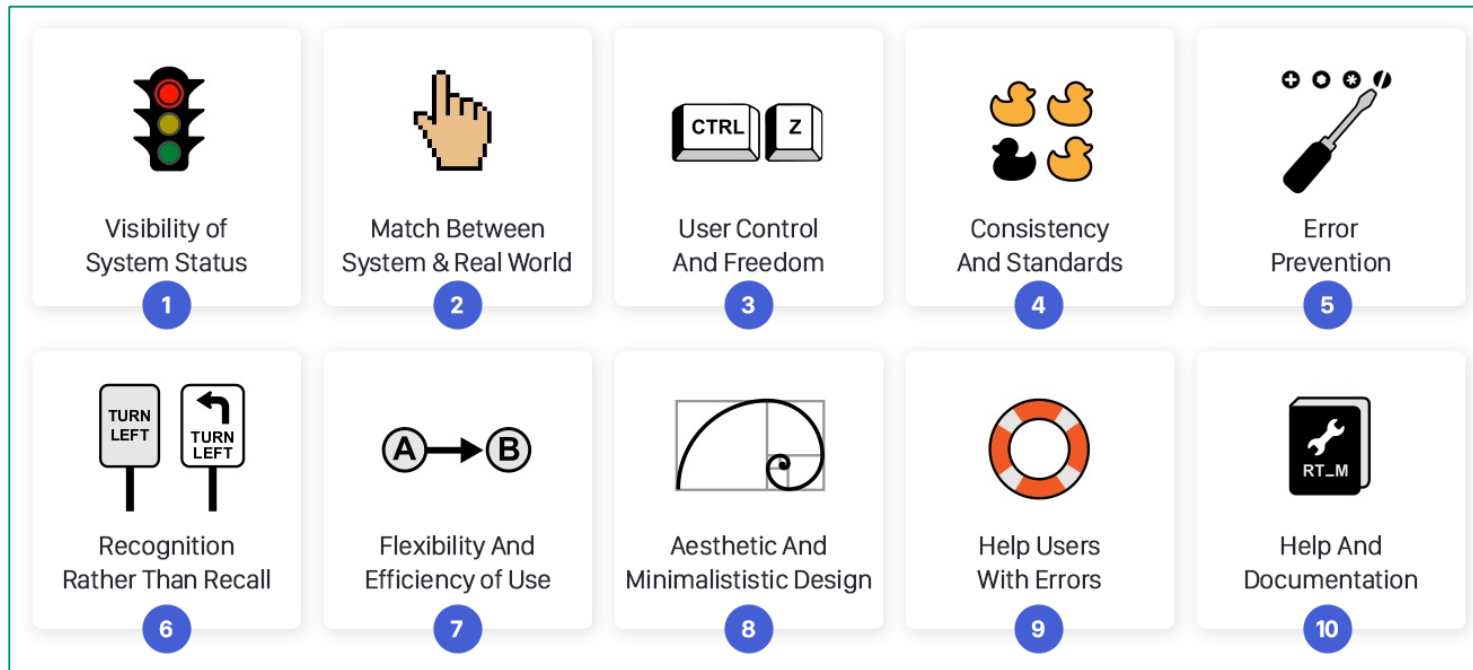 CTRL
Z
Visibility of
System Status
1
Match Between
System & Real World
2
User Control
And Freedom
3
Consistency
And Standards
4
Error
Prevention
5
TURN
LEFT
TURN
LEFT
Recognition
Rather Than Recall
6
A
B
Flexibility And
Efficiency of Use
7
Aesthetic And
Minimalististic Design
8
Help Users
With Errors
9
RT_M
Help And
Documentation
10